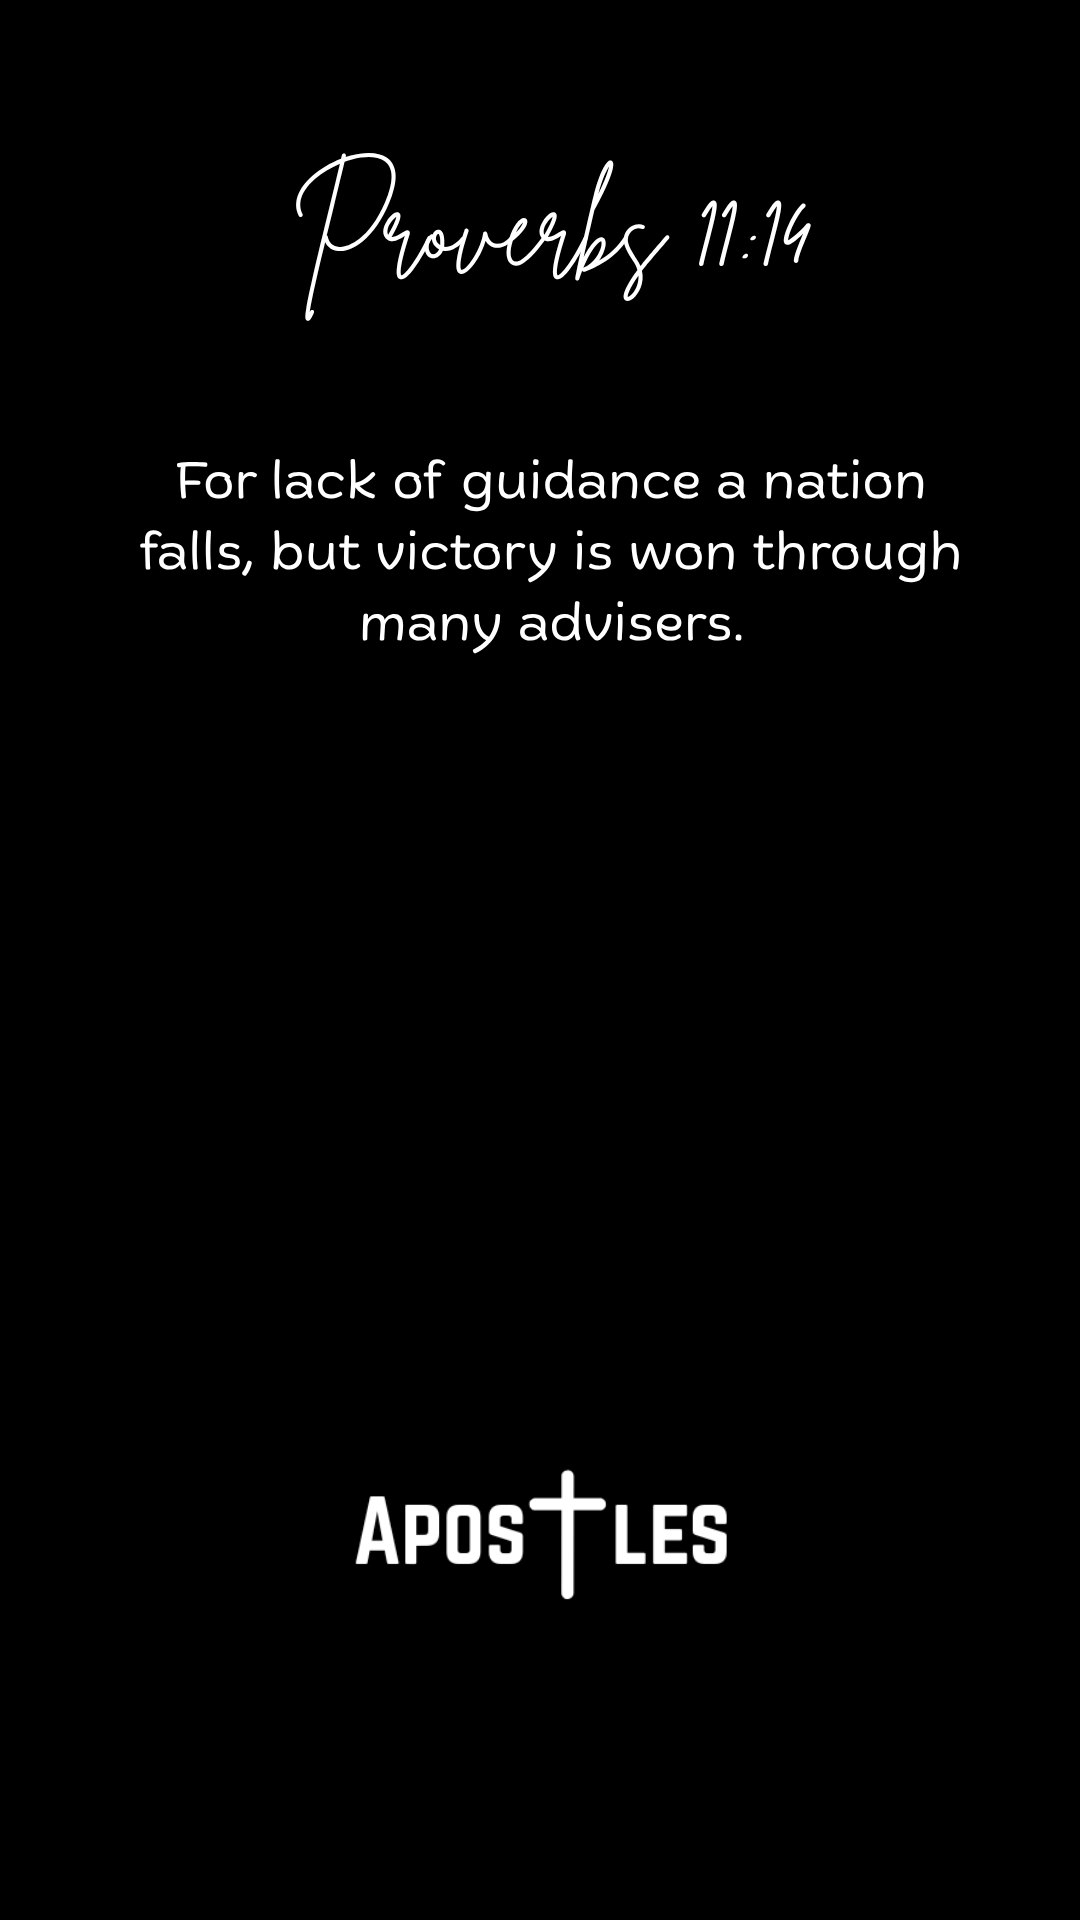 Proverbs 11:14
For lack of guidance a nation
falls, but victory is won through
many advisers.
APOSTLES